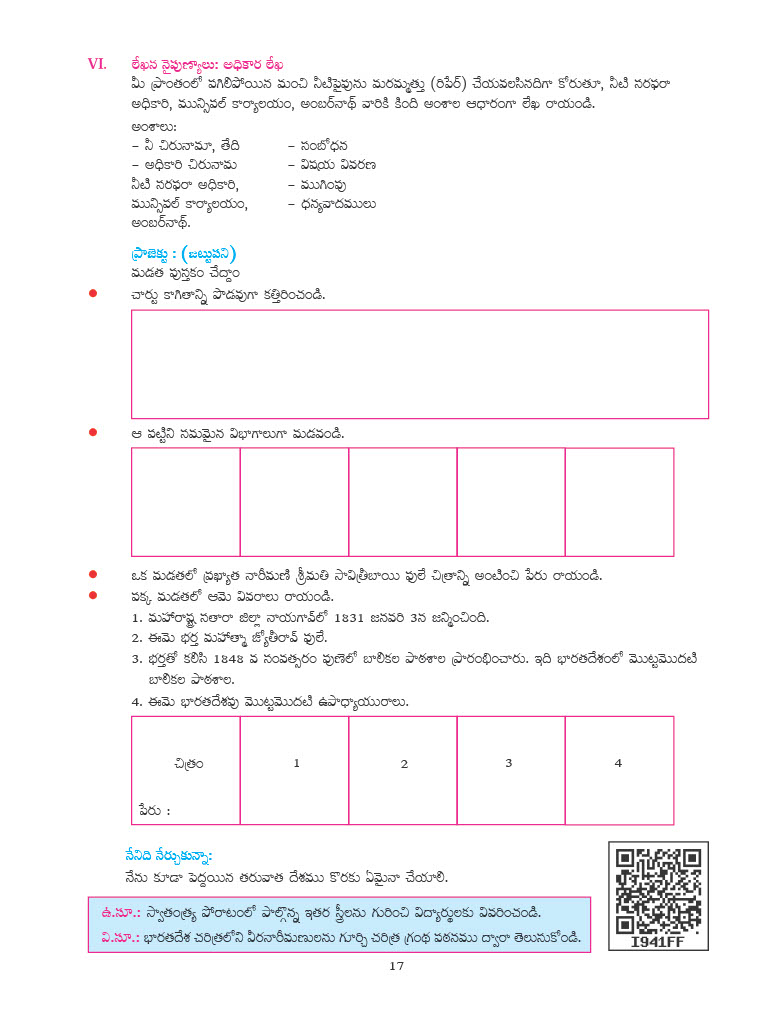 VI. లేఖన నైపుణ్యాలు: అధికార లేఖ
మీ ప్రాంతంలో పగిలిపోయిన మంచి నీటిపైపును మరమ్మత్తు (రిపేర్) చేయవలసినదిగా కోరుతూ, నీటి సరఫరా
అధికారి, మున్సివల్ కార్యాలయం, అంబర్‌నాథ్ వారికి కింది అంశాల ఆధారంగా లేఖ రాయండి.
అంశాలు:
– నీ చిరునామా, తేది – సంబోధన
– అధికారి చిరునామ – విషయ వివరణ
నీటి సరఫరా అధికారి, – ముగింపు
మున్సివల్ కార్యాలయం, – ధన్యవాదములు
అంబర్‌నాథ్.
ప్రాజెక్టు : (జట్టుపని)
మడత పుస్తకం చేద్దాం
• చార్టు కాగితాన్ని పొడవుగా కత్తిరించండి.
• ఆ పట్టీని సమమైన విభాగాలుగా మడవండి.
• ఒక మడతలో ప్రఖ్యాత నారీమణి శ్రీమతి సావిత్రీబాయి ఫులే చిత్రాన్ని అంటించి పేరు రాయండి.
• పక్క మడతలో ఆమె వివరాలు రాయండి.
1. మహారాష్ట్ర సతారా జిల్లా నాయగావ్‌లో 1831 జనవరి 3న జన్మించింది.
2. ఈమె భర్త మహాత్మా జ్యోతీరావ్ ఫులే.
3. భర్తతో కలిసి 1848 వ సంవత్సరం పుణెలో బాలికల పాఠశాల ప్రారంభించారు. ఇది భారతదేశంలో మొట్టమొదటి
బాలికల పాఠశాల.
4. ఈమె భారతదేశపు మొట్టమొదటి ఉపాధ్యాయురాలు.
చిత్రం 1 2 3 4
పేరు :
నేనిది నేర్చుకున్నా:
నేను కూడా పెద్దయిన తరువాత దేశము కొరకు ఏమైనా చేయాలి.
ఉ.సూ.: స్వాతంత్ర్య పోరాటంలో పాల్గొన్న ఇతర స్త్రీలను గురించి విద్యార్థులకు వివరించండి.
వి.సూ.: భారతదేశ చరిత్రలోని వీరనారీమణులను గూర్చి చరిత్ర గ్రంథ పఠనము ద్వారా తెలుసుకోండి.
I941FF
17